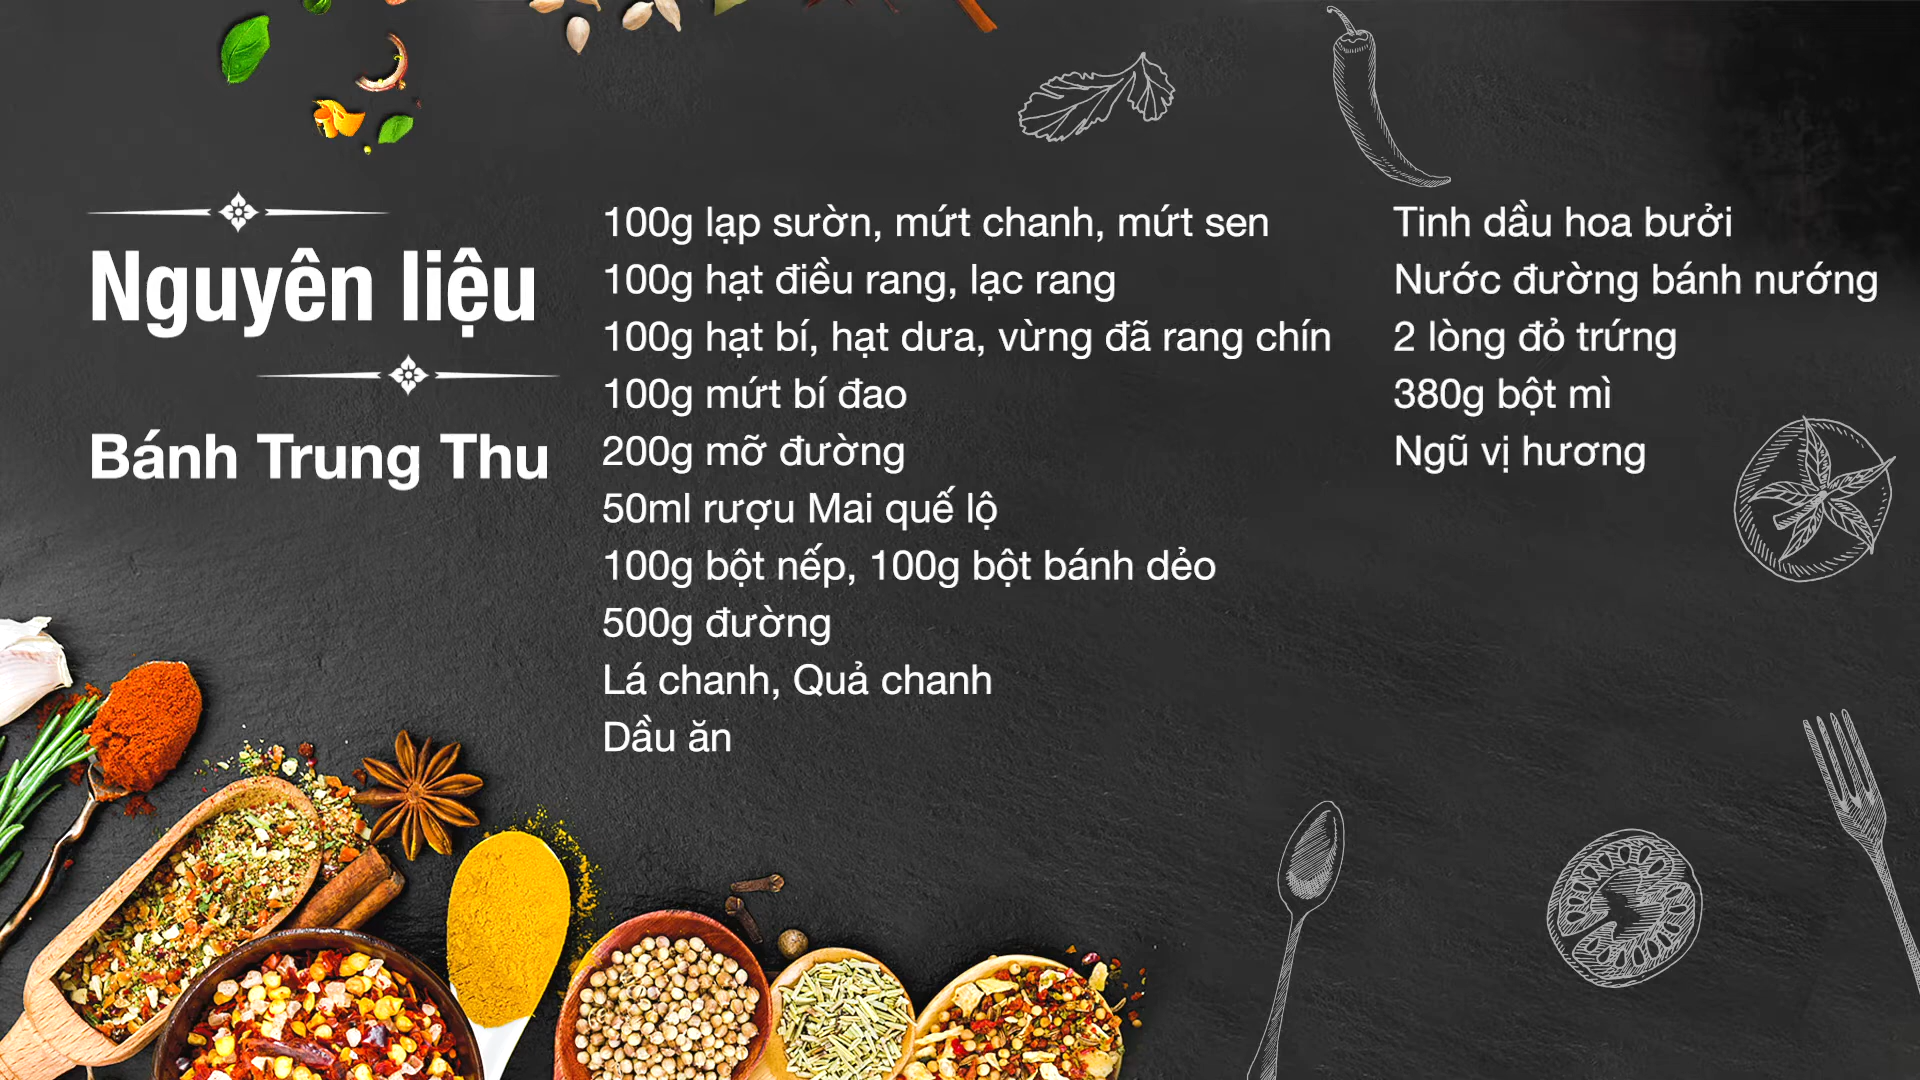 Nguyên liệu
Bánh Trung Thu
100g lạp sườn, mứt chanh, mứt sen
100g hạt điều rang, lạc rang
100g hạt bí, hạt dưa, vừng đã rang chín
100g mứt bí đao
200g mỡ đường
50ml rượu Mai quế lộ
100g bột nếp, 100g bột bánh dẻo
500g đường
Lá chanh, Quả chanh
Dầu ăn
Tinh dầu hoa bưởi
Nước đường bánh nướng
2 lòng đỏ trứng
380g bột mì
Ngũ vị hương